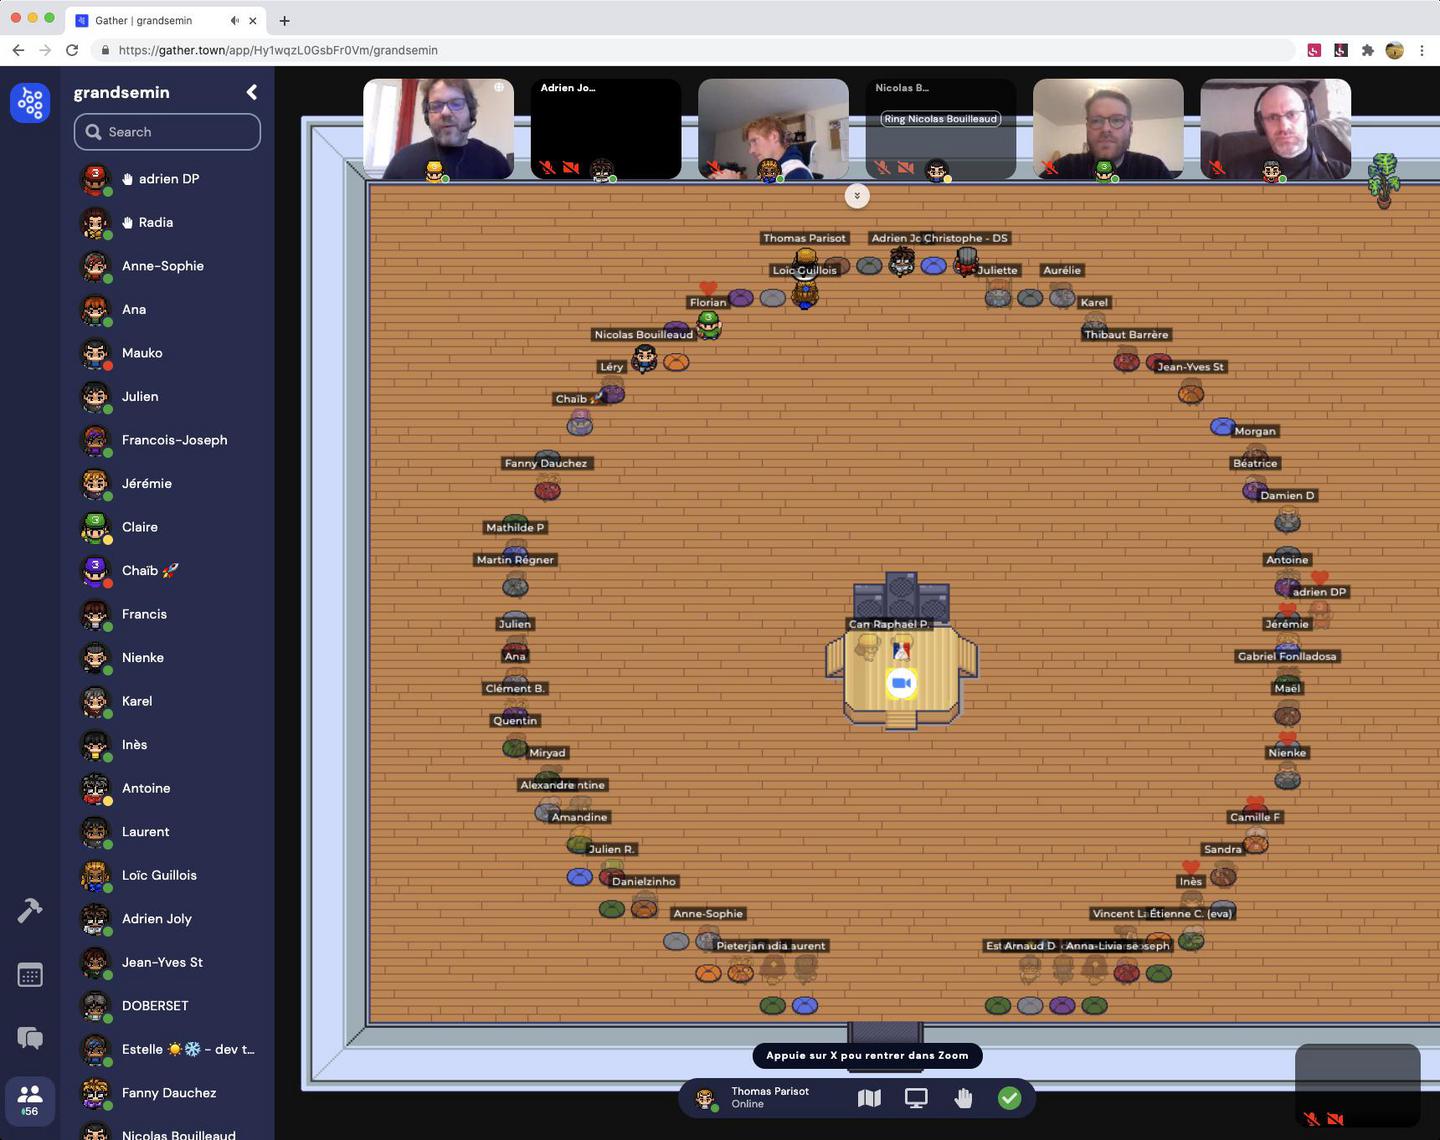 Gather | grandsemin
https://gather.town/app/Hy1wqzL0GsbFr0Vm/grandsemin
grandsemin
Search
adrien DP
Radia
Anne-Sophie
Ana
Mauko
Julien
Francois-Joseph
Jérémie
Claire
Chaïb 🚀
Francis
Nienke
Karel
Inès
Antoine
Laurent
Loïc Guillois
Adrien Joly
Jean-Yves St
DOBERSET
Estelle ☀️❄️ - dev t...
Fanny Dauchez
Nicolas Bouilleaud
56
Adrien Jo...
Nicolas B...
Ring Nicolas Bouilleaud
Thomas Parisot
Adrien Jo
Christophe - DS
Loïc Guillois
Juliette
Aurélie
Florian
Karel
Nicolas Bouilleaud
Thibaut Barrère
Léry
Jean-Yves St
Chaïb 🚀
Morgan
Fanny Dauchez
Béatrice
Damien D
Mathilde P
Martin Régner
Antoine
adrien DP
Julien
Cam
Raphaël P.
Jérémie
Ana
Gabriel Fonlladosa
Clément B.
Maël
Quentin
Miryad
Nienke
Alexandre
ntine
Amandine
Camille F
Julien R.
Sandra
Danielzinho
Inès
Anne-Sophie
Vincent L
Étienne C. (eva)
Pieterjan
aurent
Est
Arnaud D
Anna-Livia
seph
Appuie sur X pou rentrer dans Zoom
Thomas Parisot
Online